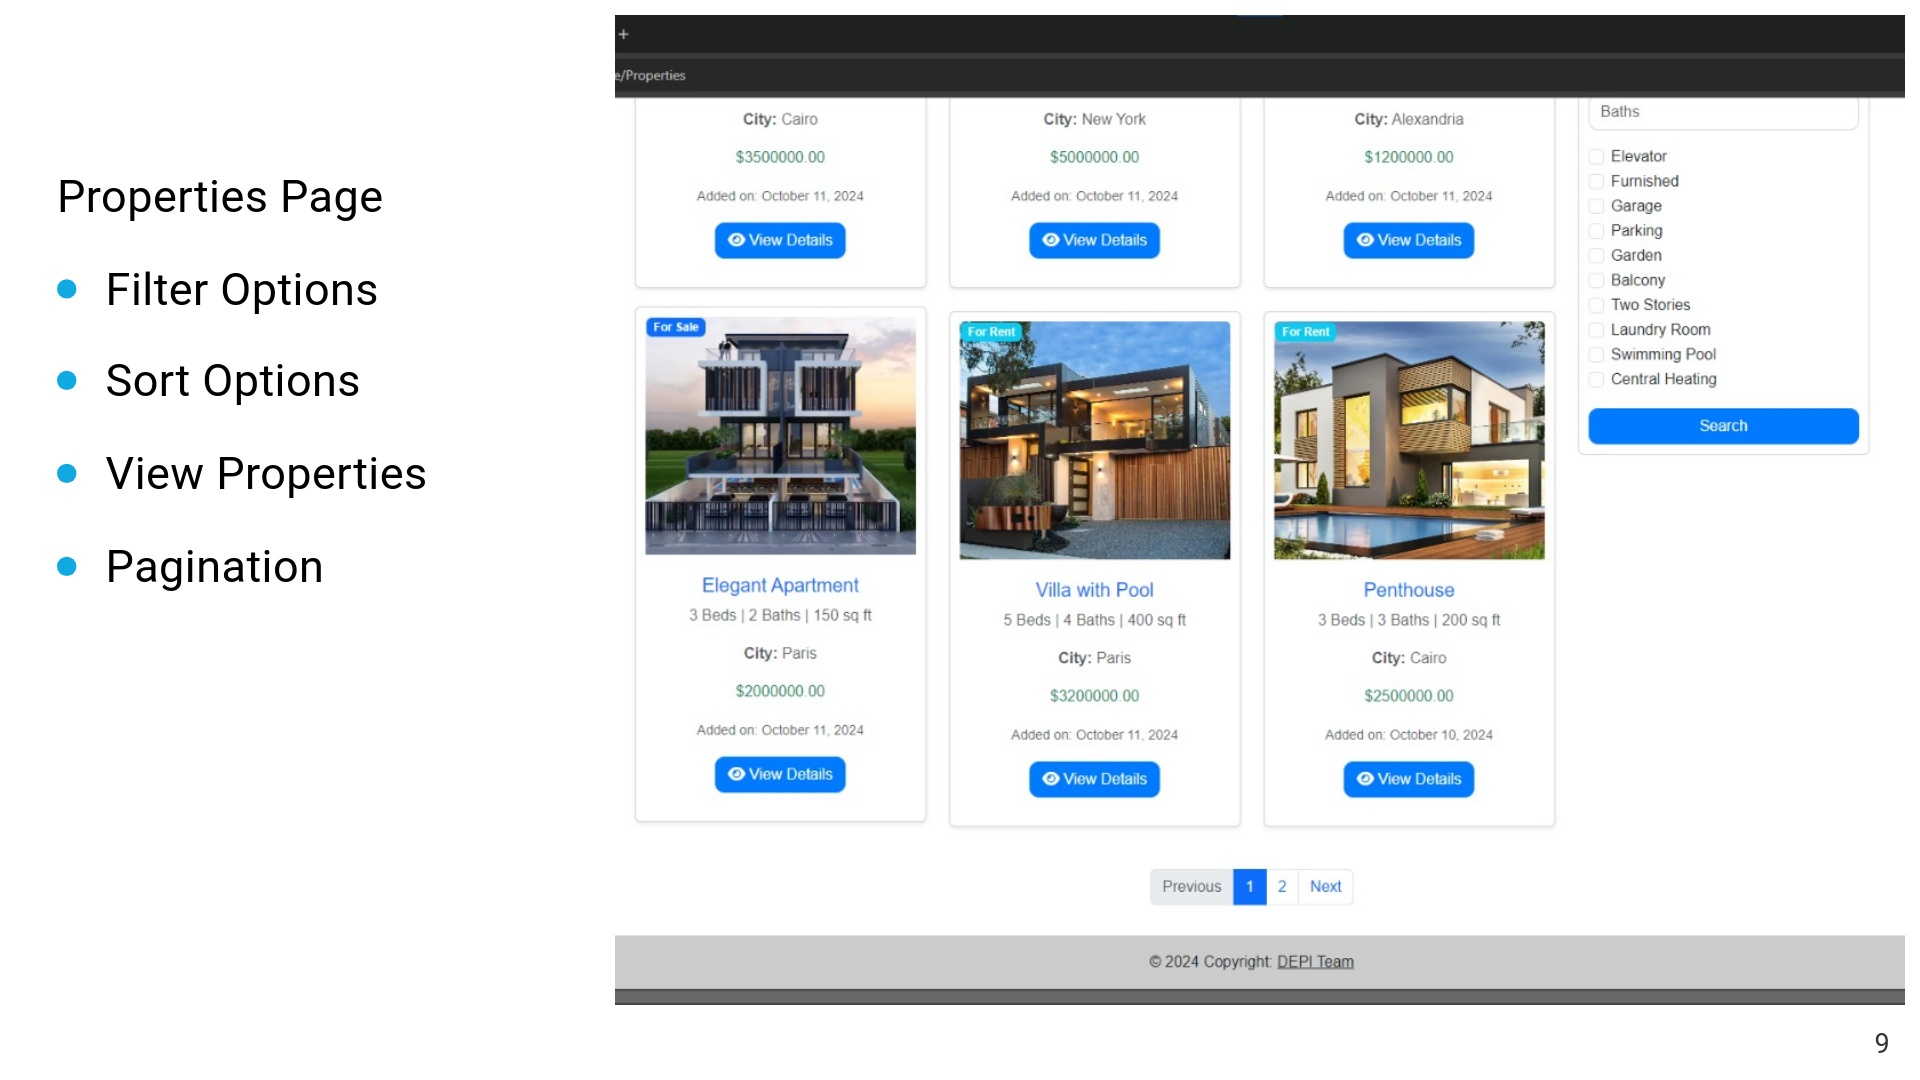 Properties Page
Filter Options
Sort Options
View Properties
Pagination
+
e/Properties
City: Cairo
$3500000.00
Added on: October 11, 2024
View Details
City: New York
$5000000.00
Added on: October 11, 2024
View Details
City: Alexandria
$1200000.00
Added on: October 11, 2024
View Details
For Sale
Elegant Apartment
3 Beds | 2 Baths | 150 sq ft
City: Paris
$2000000.00
Added on: October 11, 2024
View Details
For Rent
Villa with Pool
5 Beds | 4 Baths | 400 sq ft
City: Paris
$3200000.00
Added on: October 11, 2024
View Details
For Rent
Penthouse
3 Beds | 3 Baths | 200 sq ft
City: Cairo
$2500000.00
Added on: October 10, 2024
View Details
Baths
Elevator
Furnished
Garage
Parking
Garden
Balcony
Two Stories
Laundry Room
Swimming Pool
Central Heating
Search
Previous 1 2 Next
© 2024 Copyright: DEPI Team
9